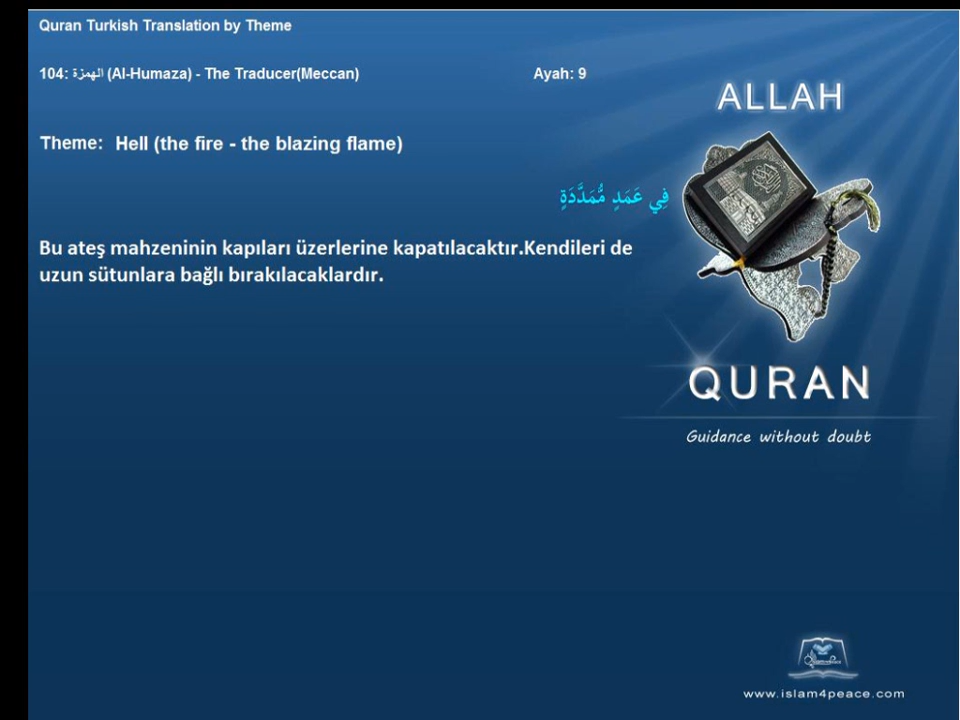 Quran Turkish Translation by Theme
104: الهمزة (Al-Humaza) - The Traducer(Meccan) Ayah: 9
ALLAH
Theme: Hell (the fire - the blazing flame)
فِي عَمَدٍ مُّمَدَّدَةٍ
Bu ateş mahzeninin kapıları üzerlerine kapatılacaktır.Kendileri de
uzun sütunlara bağlı bırakılacaklardır.
QURAN
Guidance without doubt
www.islam4peace.com